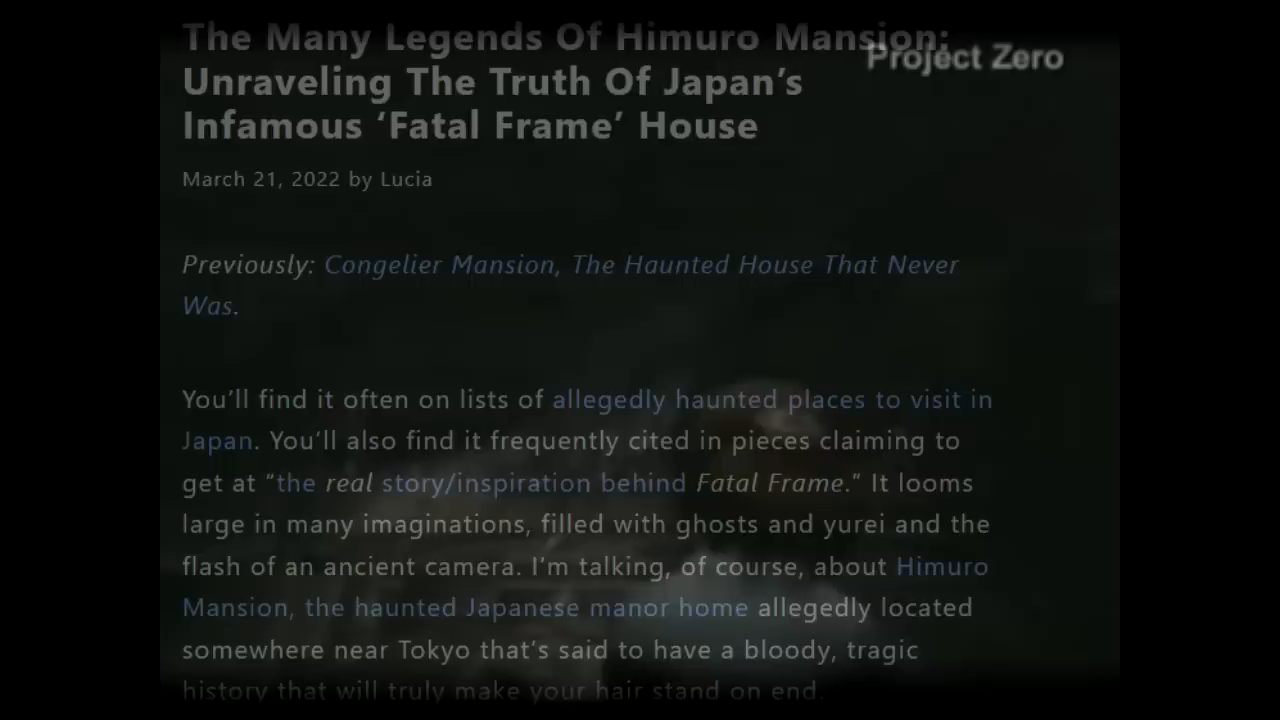 The Many Legends Of Himuro Mansion:
Project Zero
Unraveling The Truth Of Japan’s
Infamous ‘Fatal Frame’ House
March 21, 2022 by Lucia
Previously: Congelier Mansion, The Haunted House That Never
Was.
You’ll find it often on lists of allegedly haunted places to visit in
Japan. You’ll also find it frequently cited in pieces claiming to
get at “the real story/inspiration behind Fatal Frame.” It looms
large in many imaginations, filled with ghosts and yurei and the
flash of an ancient camera. I’m talking, of course, about Himuro
Mansion, the haunted Japanese manor home allegedly located
somewhere near Tokyo that’s said to have a bloody, tragic
history that will truly make your hair stand on end.